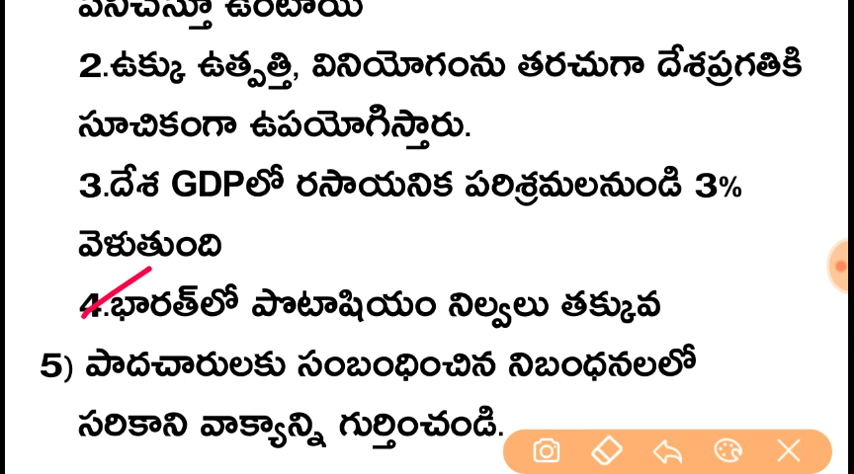 పనిచేస్తూ ఉంటాయి
2.ఉక్కు ఉత్పత్తి, వినియోగంను తరచుగా దేశప్రగతికి
సూచికంగా ఉపయోగిస్తారు.
3.దేశ GDPలో రసాయనిక పరిశ్రమలనుండి 3%
వెళుతుంది
4.భారత్‌లో పొటాషియం నిల్వలు తక్కువ
5) పాదచారులకు సంబంధించిన నిబంధనలలో
సరికాని వాక్యాన్ని గుర్తించండి.